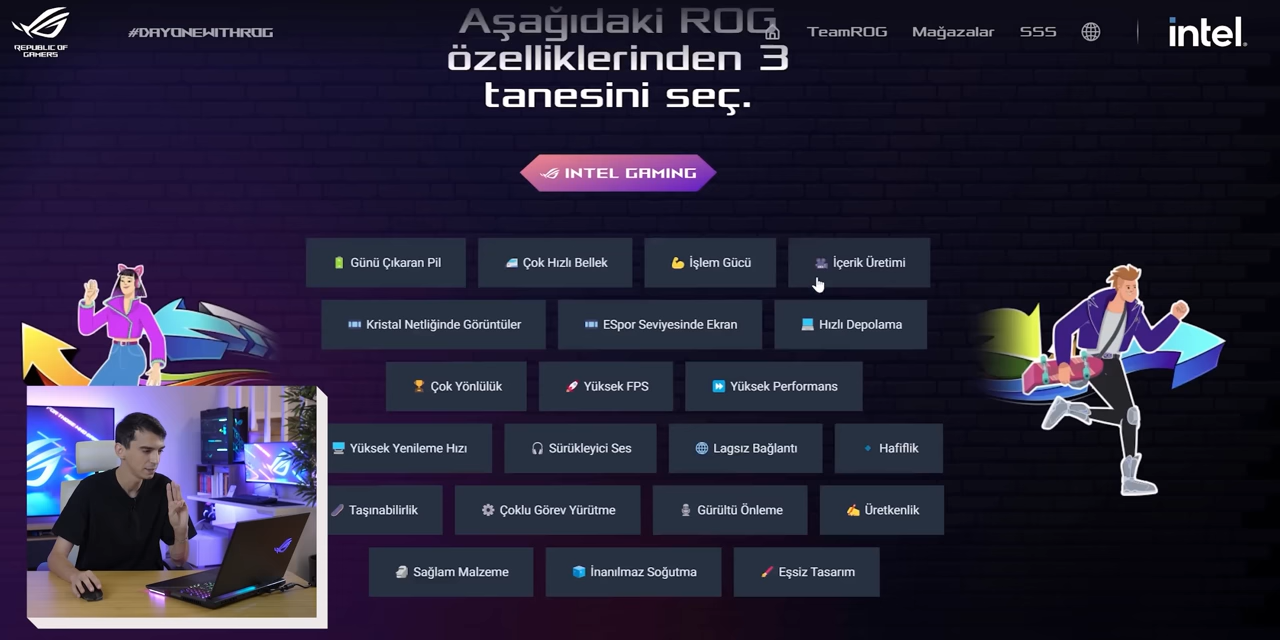 REPUBLIC OF
GAMERS
#DAYONEWITHROG
TeamROG
Mağazalar
SSS
intel.
Aşağıdaki ROG
özelliklerinden 3
tanesini seç.
INTEL GAMING
Günü Çıkaran Pil
Çok Hızlı Bellek
İşlem Gücü
İçerik Üretimi
Kristal Netliğinde Görüntüler
ESpor Seviyesinde Ekran
Hızlı Depolama
Çok Yönlülük
Yüksek FPS
Yüksek Performans
Yüksek Yenileme Hızı
Sürükleyici Ses
Lagsız Bağlantı
Hafiflik
Taşınabilirlik
Çoklu Görev Yürütme
Gürültü Önleme
Üretkenlik
Sağlam Malzeme
İnanılmaz Soğutma
Eşsiz Tasarım